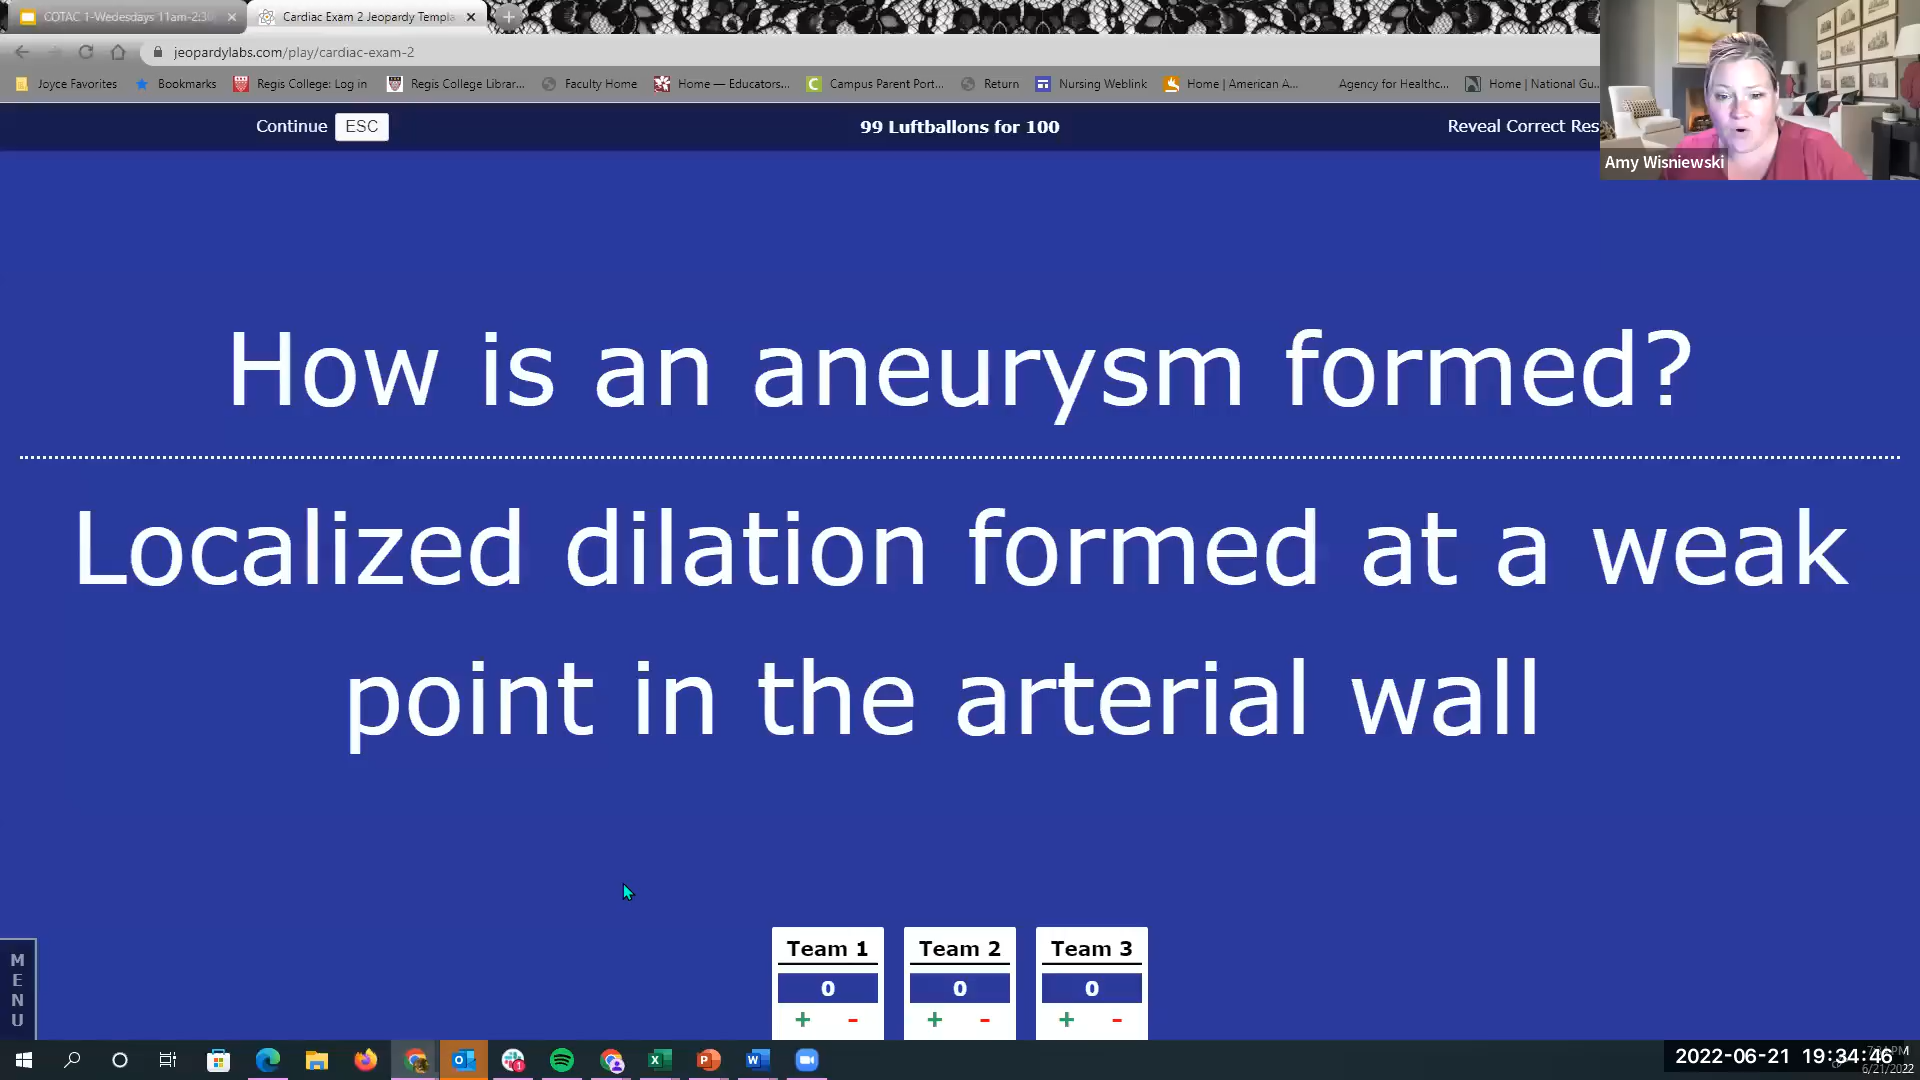 COTAC 1-Wedesdays 11am-2:3
Cardiac Exam 2 Jeopardy Templa
jeopardylabs.com/play/cardiac-exam-2
Joyce Favorites
Bookmarks
Regis College: Log in
Regis College Librar...
Faculty Home
Home — Educators...
Campus Parent Port...
Return
Nursing Weblink
Home | American A...
Agency for Healthc...
Home | National Gu...
Continue ESC
99 Luftballons for 100
Reveal Correct Res
Amy Wisniewski
How is an aneurysm formed?
Localized dilation formed at a weak
point in the arterial wall
MENU
Team 1
0
+ -
Team 2
0
+ -
Team 3
0
+ -
2022-06-21 19:34:46
6/21/2022